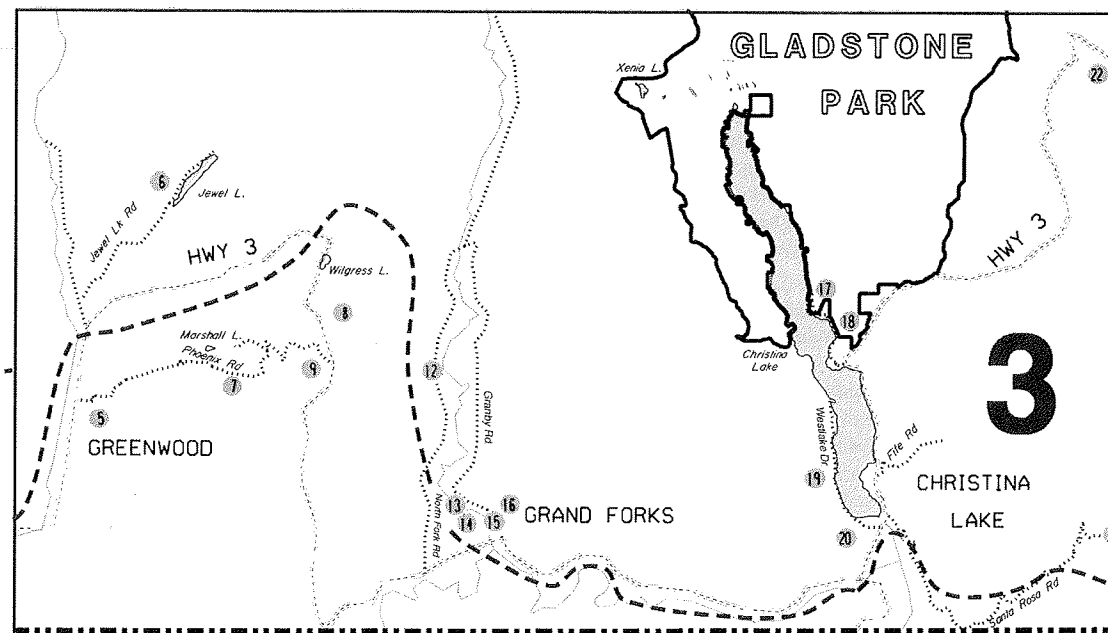 GLADSTONE
PARK
Xenia L.
22
6
Jewel L.
Jewel Lk Rd
HWY 3
HWY 3
Wilgress L.
17
8
18
Marshall L.
Phoenix Rd
Christina
Lake
9
12
7
3
5
Granby Rd
Westlake Dr
GREENWOOD
Fife Rd
19
CHRISTINA
LAKE
13
16
14
15
GRAND FORKS
North Fork Rd
20
Santa Rosa Rd